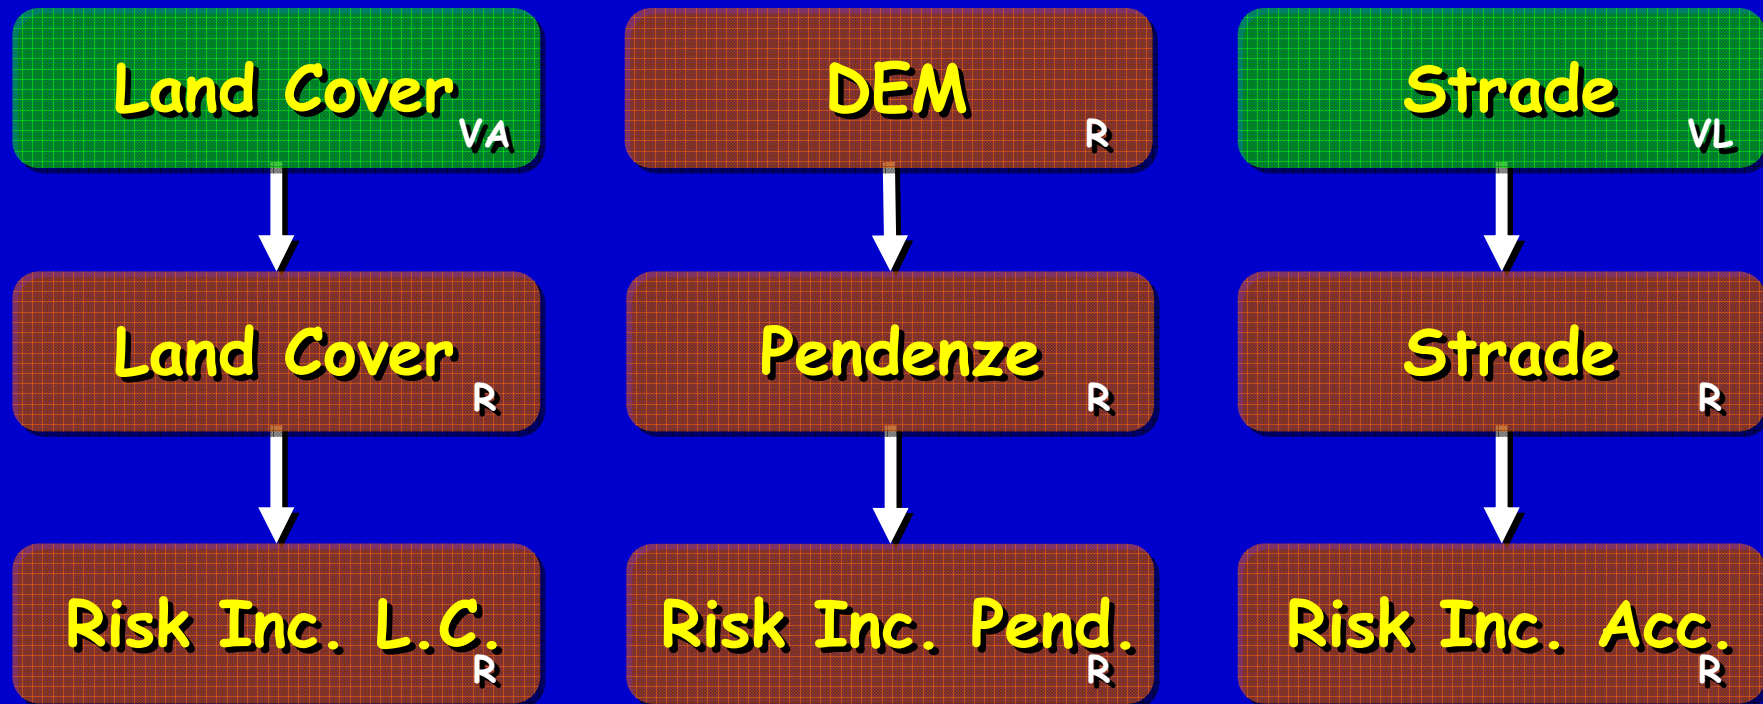 Land Cover
VA
DEM
R
Strade
VL
Land Cover
R
Pendenze
R
Strade
R
Risk Inc. L.C.
R
Risk Inc. Pend.
R
Risk Inc. Acc.
R